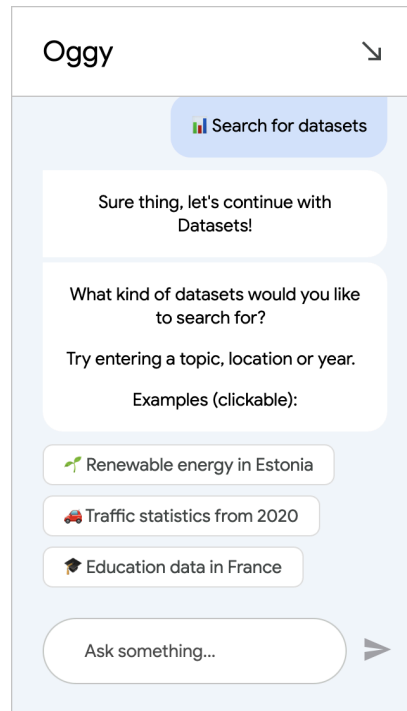 Oggy
Search for datasets
Sure thing, let's continue with
Datasets!
What kind of datasets would you like
to search for?
Try entering a topic, location or year.
Examples (clickable):
Renewable energy in Estonia
Traffic statistics from 2020
Education data in France
Ask something...